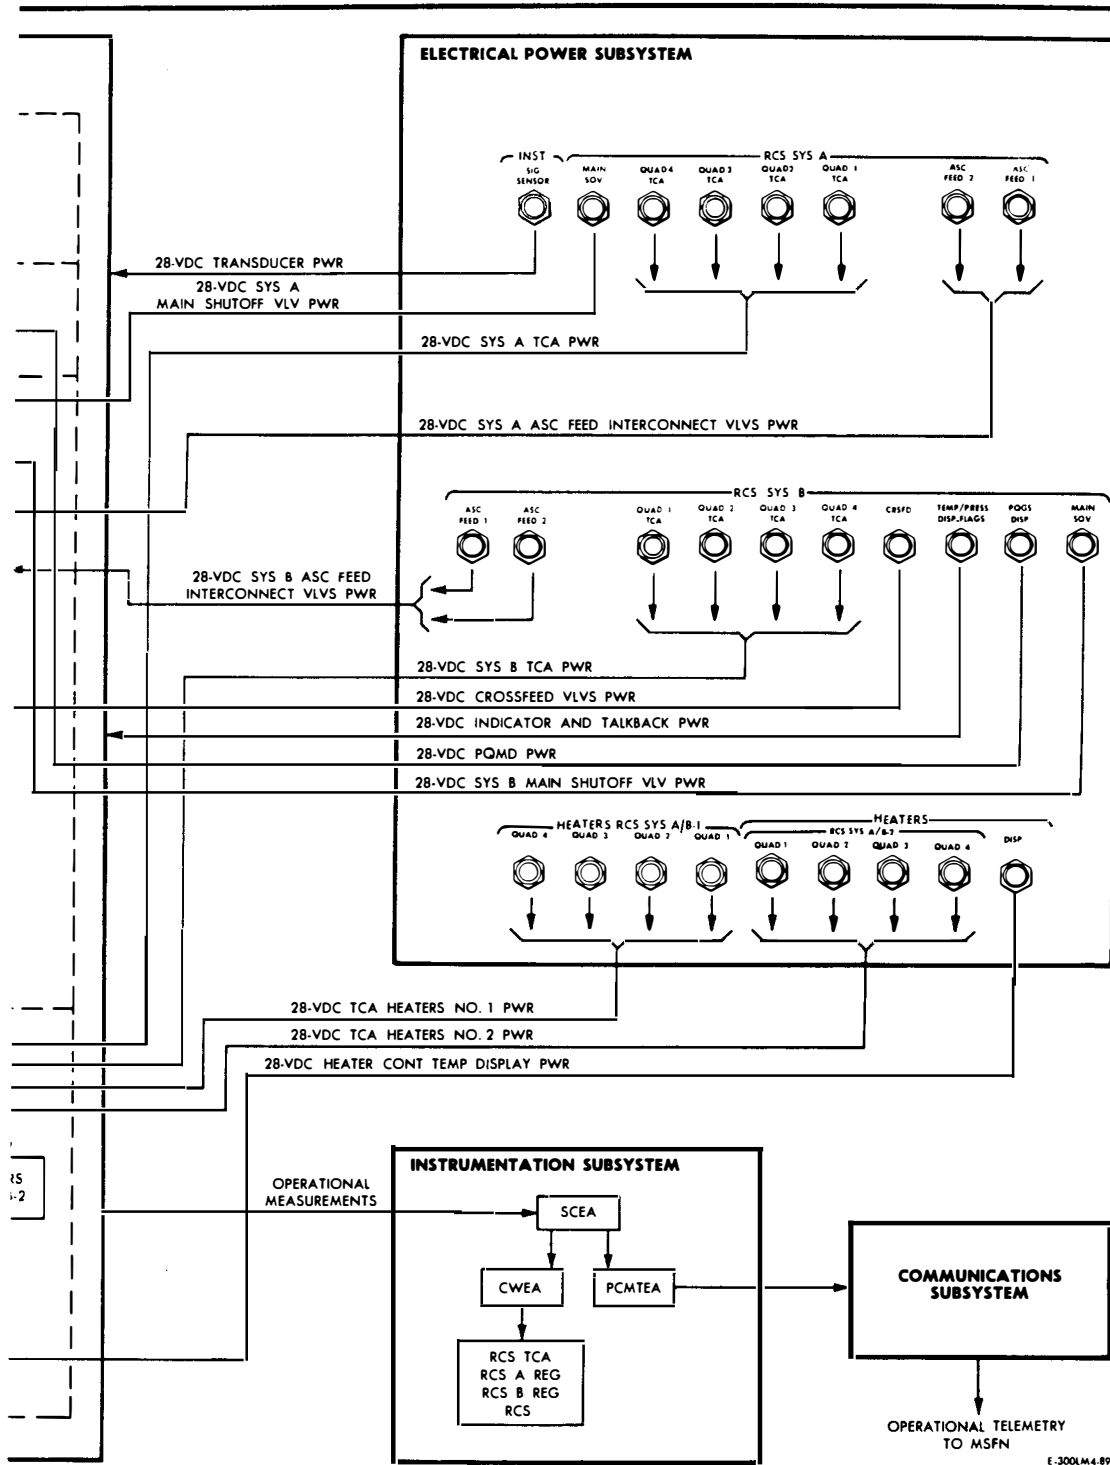 ELECTRICAL POWER SUBSYSTEM
INST
RCS SYS A
SIG
SENSOR
MAIN
SOV
QUAD 4
TCA
QUAD 3
TCA
QUAD 2
TCA
QUAD 1
TCA
ASC
FEED 2
ASC
FEED 1
28-VDC TRANSDUCER PWR
28-VDC SYS A
MAIN SHUTOFF VLV PWR
28-VDC SYS A TCA PWR
28-VDC SYS A ASC FEED INTERCONNECT VLVS PWR
RCS SYS B
ASC
FEED 1
ASC
FEED 2
QUAD 1
TCA
QUAD 2
TCA
QUAD 3
TCA
QUAD 4
TCA
CRSFD
TEMP/PRESS
DISP-FLAGS
PQGS
DISP
MAIN
SOV
28-VDC SYS B ASC FEED
INTERCONNECT VLVS PWR
28-VDC SYS B TCA PWR
28-VDC CROSSFEED VLVS PWR
28-VDC INDICATOR AND TALKBACK PWR
28-VDC PQMD PWR
28-VDC SYS B MAIN SHUTOFF VLV PWR
HEATERS RCS SYS A/B-1
QUAD 4
QUAD 3
QUAD 2
QUAD 1
HEATERS
RCS SYS A/B-2
QUAD 1
QUAD 2
QUAD 3
QUAD 4
DISP
28-VDC TCA HEATERS NO. 1 PWR
28-VDC TCA HEATERS NO. 2 PWR
28-VDC HEATER CONT TEMP DISPLAY PWR
RS
-2
OPERATIONAL
MEASUREMENTS
INSTRUMENTATION SUBSYSTEM
SCEA
CWEA
PCMTEA
RCS TCA
RCS A REG
RCS B REG
RCS
COMMUNICATIONS
SUBSYSTEM
OPERATIONAL TELEMETRY
TO MSFN
E-300LM4-89